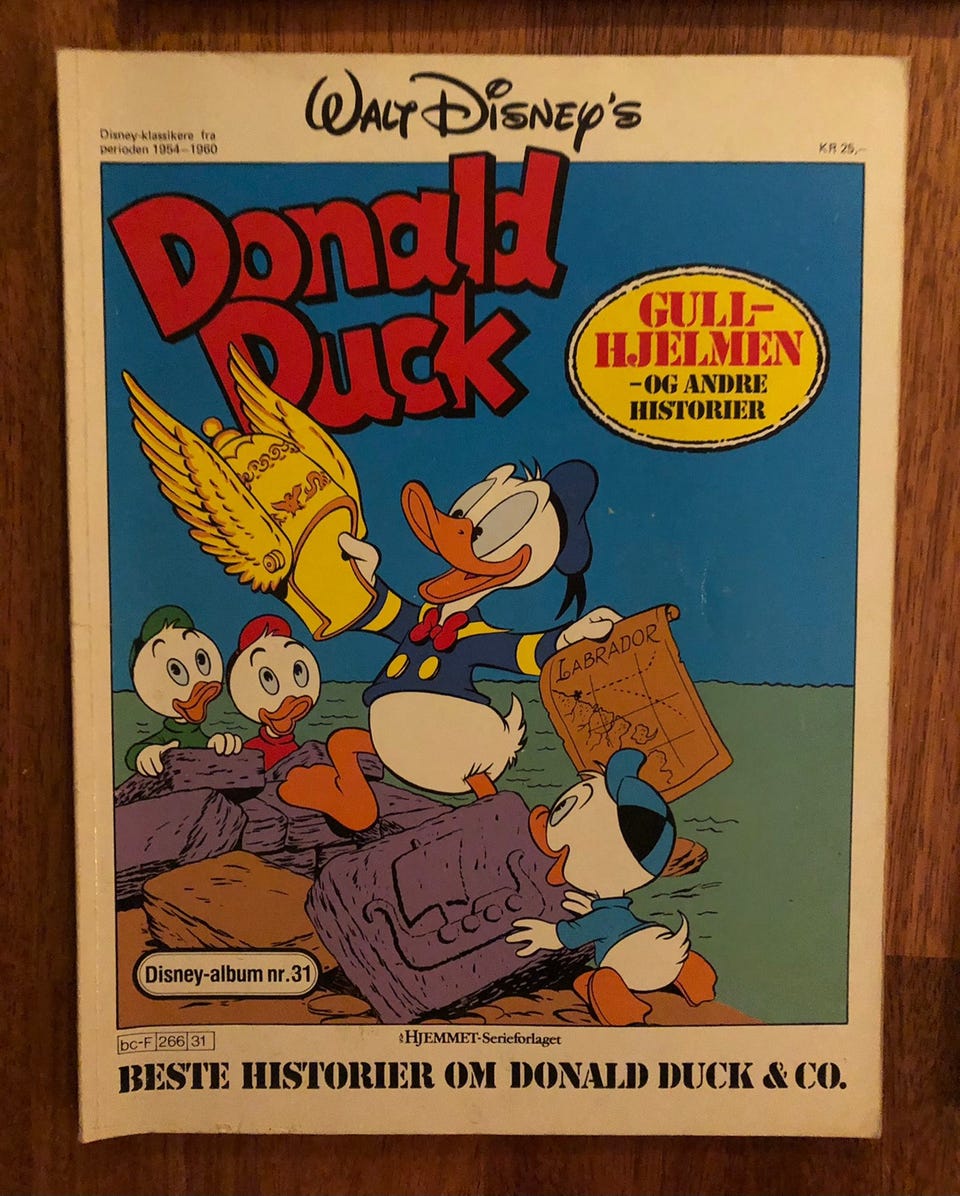 WALT DISNEY'S
Disney-klassikere fra
perioden 1954–1960
KR 25,–
Donald
Duck
GULL-
HJELMEN
-OG ANDRE
HISTORIER
LABRADOR
Disney-album nr. 31
bc-F 266 31
A/S HJEMMET-Serieforlaget
BESTE HISTORIER OM DONALD DUCK & CO.